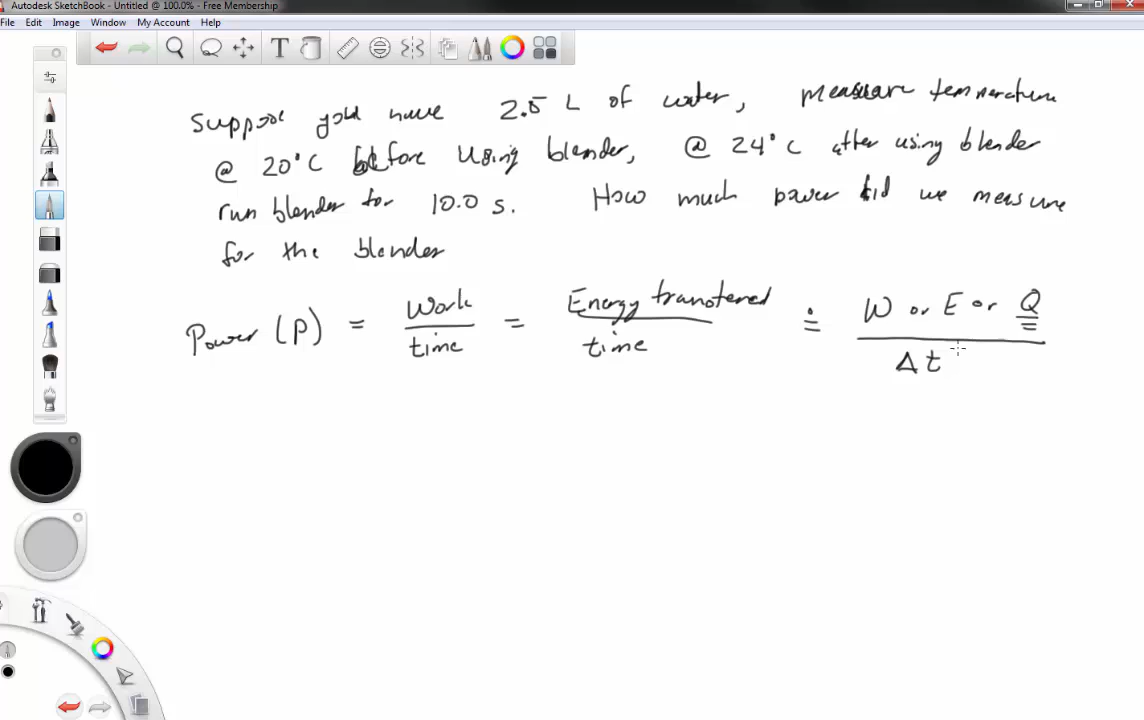 Autodesk SketchBook - Untitled @ 100.0% - Free Membership
File Edit Image Window My Account Help
T
Suppose you have 2.5 L of water, measure temperature
@ 20°C before using blender, @ 24°C after using blender
run blender for 10.0 s. How much power did we measure
for the blender
Power (P) = Work / time = Energy transfered / time = W or E or Q / Δt